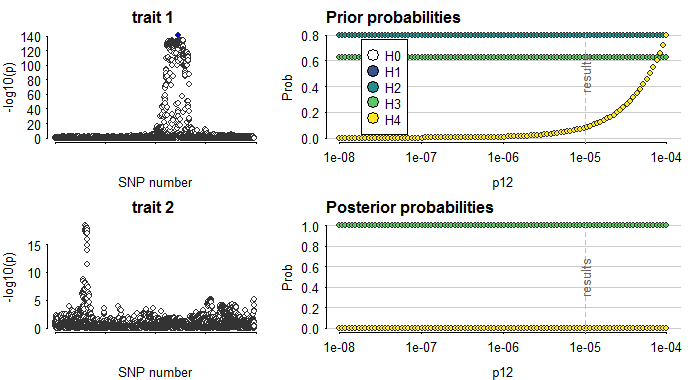 trait 1
-log10(p)
140
120
100
80
60
40
20
0
SNP number
Prior probabilities
Prob
0.8
0.6
0.4
0.2
0.0
H0
H1
H2
H3
H4
results
1e-08 1e-07 1e-06 1e-05 1e-04
p12
trait 2
-log10(p)
15
10
5
0
SNP number
Posterior probabilities
Prob
1.0
0.8
0.6
0.4
0.2
0.0
results
1e-08 1e-07 1e-06 1e-05 1e-04
p12